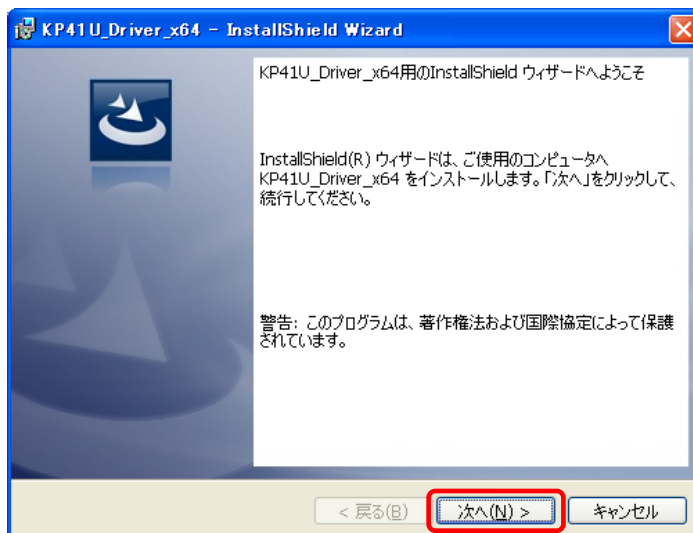 KP41U_Driver_x64 - InstallShield Wizard
KP41U_Driver_x64用のInstallShield ウィザードへようこそ
InstallShield(R) ウィザードは、ご使用のコンピュータへ
KP41U_Driver_x64 をインストールします。「次へ」をクリックして、
続行してください。
警告: このプログラムは、著作権法および国際協定によって保護
されています。
< 戻る(B)
次へ(N) >
キャンセル